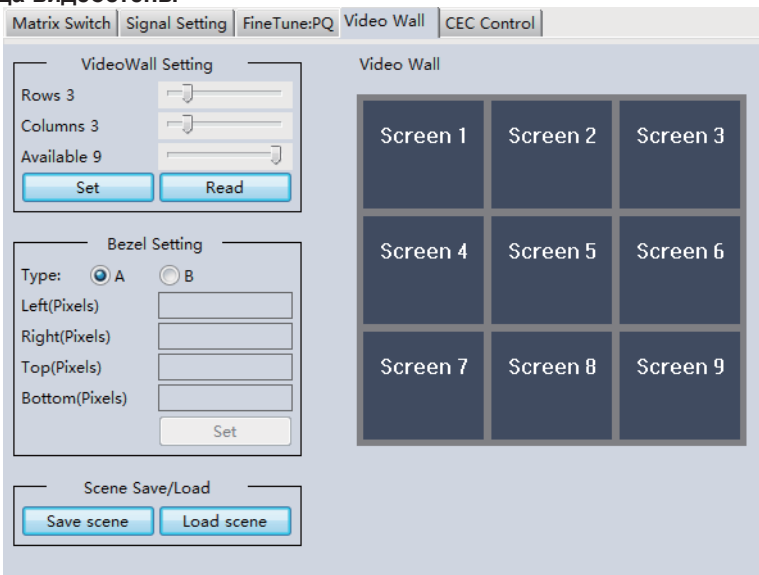 да видеостены
Matrix Switch Signal Setting FineTune:PQ Video Wall CEC Control
VideoWall Setting
Rows 3
Columns 3
Available 9
Set Read
Bezel Setting
Type: A B
Left(Pixels)
Right(Pixels)
Top(Pixels)
Bottom(Pixels)
Set
Scene Save/Load
Save scene Load scene
Video Wall
Screen 1 Screen 2 Screen 3
Screen 4 Screen 5 Screen 6
Screen 7 Screen 8 Screen 9